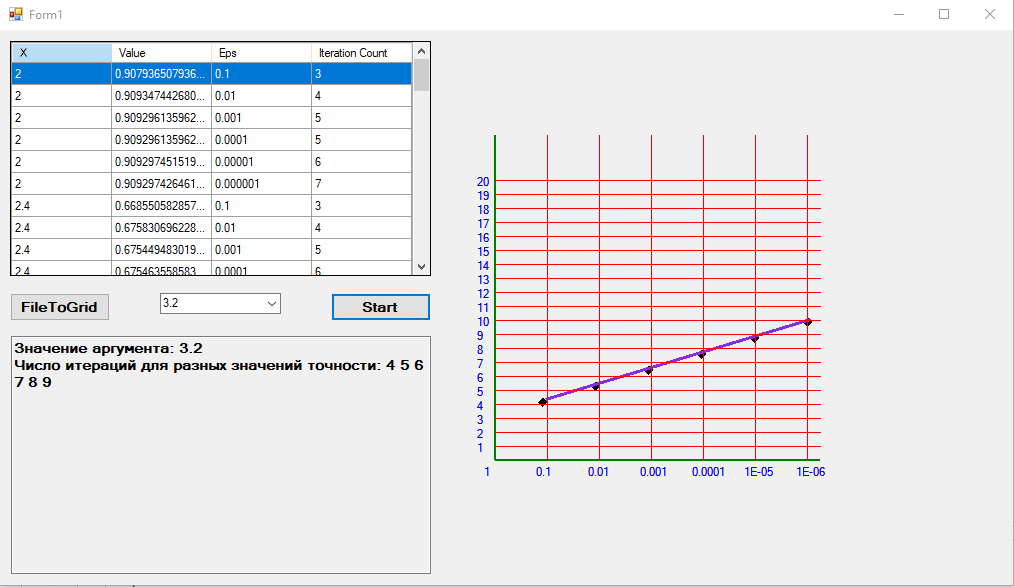 Form1
X Value Eps Iteration Count
2 0.907936507936... 0.1 3
2 0.909347442680... 0.01 4
2 0.909296135962... 0.001 5
2 0.909296135962... 0.0001 5
2 0.909297451519... 0.00001 6
2 0.909297426461... 0.000001 7
2.4 0.668550582857... 0.1 3
2.4 0.675830696228... 0.01 4
2.4 0.675449483019... 0.001 5
2.4 0.675463558583... 0.0001 6
FileToGrid
3.2
Start
Значение аргумента: 3.2
Число итераций для разных значений точности: 4 5 6
7 8 9
20
19
18
17
16
15
14
13
12
11
10
9
8
7
6
5
4
3
2
1
1 0.1 0.01 0.001 0.0001 1E-05 1E-06